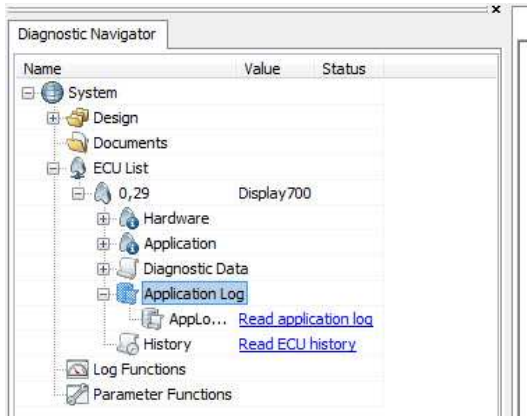 Diagnostic Navigator
Name Value Status
System
Design
Documents
ECU List
0,29 Display700
Hardware
Application
Diagnostic Data
Application Log
AppLo... Read application log
History Read ECU history
Log Functions
Parameter Functions